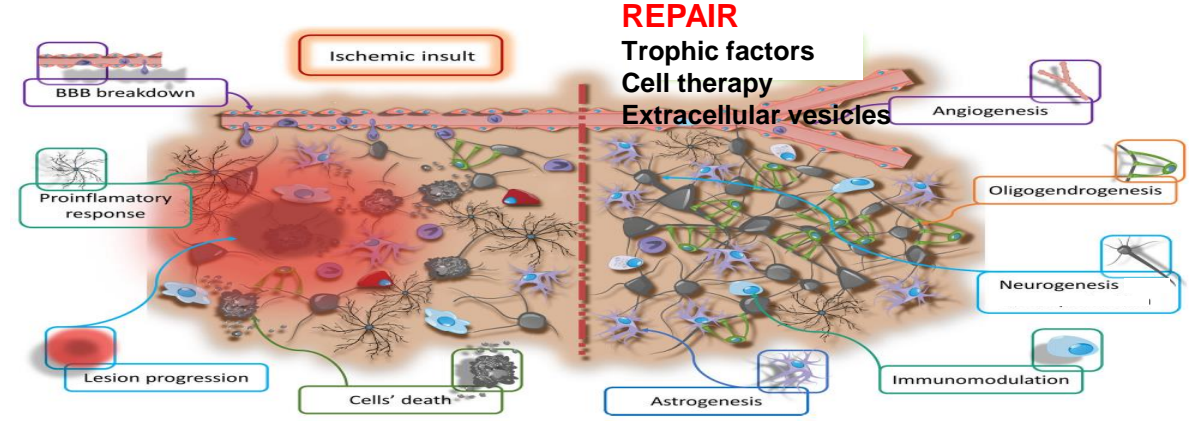 REPAIR
Trophic factors
Cell therapy
Extracellular vesicles
Ischemic insult
BBB breakdown
Angiogenesis
Proinflamatory
response
Oligogendrogenesis
Neurogenesis
Lesion progression
Immunomodulation
Cells' death
Astrogenesis